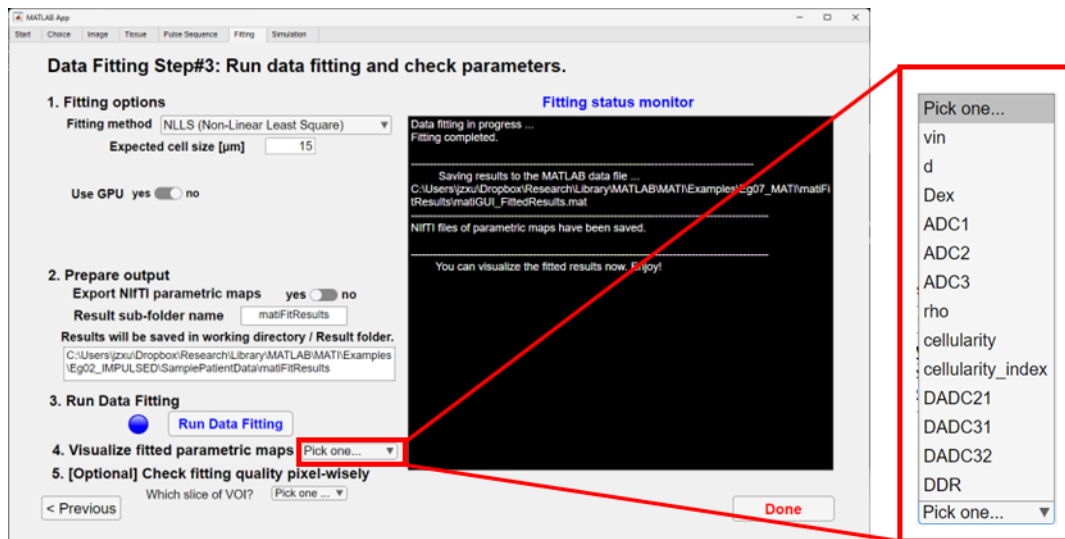 MATLAB App
Start Choice Image Tissue Pulse Sequence Fitting Simulation
Data Fitting Step#3: Run data fitting and check parameters.
1. Fitting options
Fitting method NLLS (Non-Linear Least Square)
Expected cell size [µm] 15
Use GPU yes no
2. Prepare output
Export NIfTI parametric maps yes no
Result sub-folder name matiFitResults
Results will be saved in working directory / Result folder.
C:\Users\jzxu\Dropbox\Research\Library\MATLAB\MATI\Examples
\Eg02_IMPULSED\SamplePatientData\matiFitResults
3. Run Data Fitting
Run Data Fitting
4. Visualize fitted parametric maps Pick one...
5. [Optional] Check fitting quality pixel-wisely
Which slice of VOI? Pick one ...
< Previous
Fitting status monitor
Data fitting in progress ...
Fitting completed.
Saving results to the MATLAB data file ...
C:\Users\jzxu\Dropbox\Research\Library\MATLAB\MATI\Examples\Eg07_MATI\matiFi
tResults\matiGUI_FittedResults.mat
NIfTI files of parametric maps have been saved.
You can visualize the fitted results now. Enjoy!
Done
Pick one...
vin
d
Dex
ADC1
ADC2
ADC3
rho
cellularity
cellularity_index
DADC21
DADC31
DADC32
DDR
Pick one...